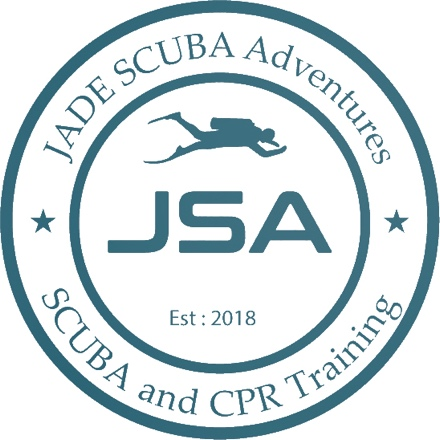 JADE SCUBA Adventures
JSA
Est : 2018
SCUBA and CPR Training